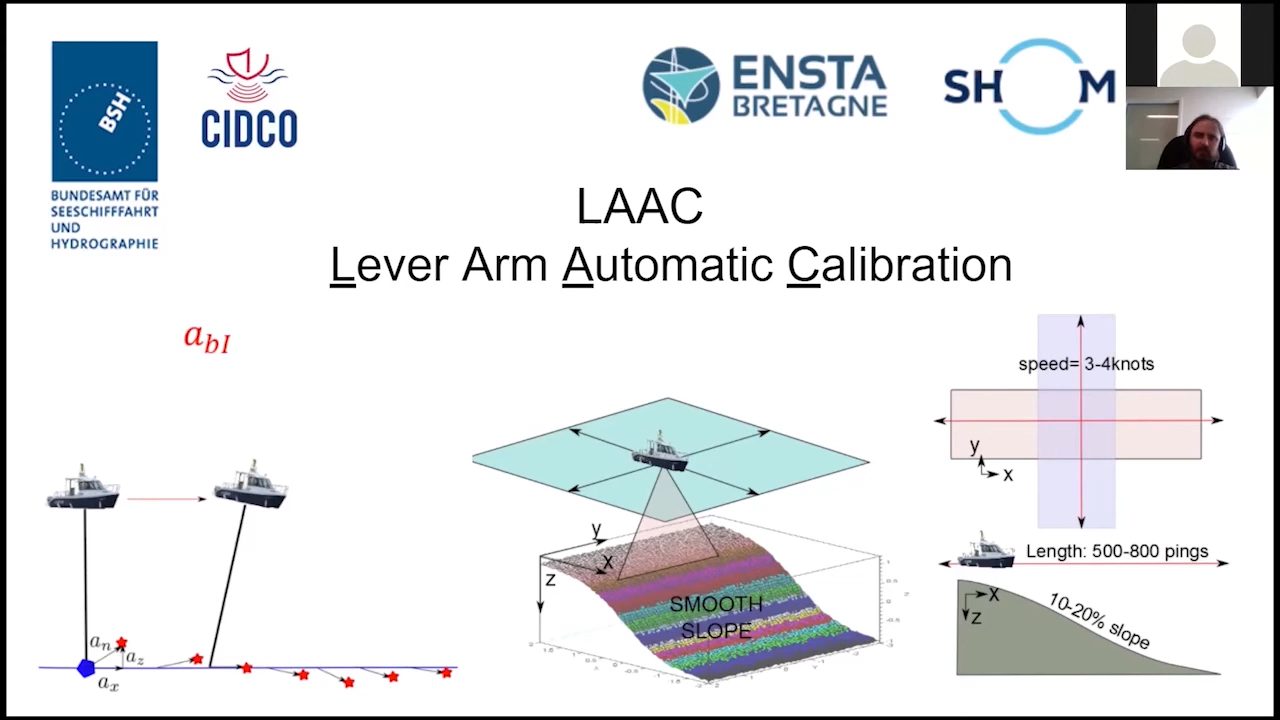 BSH
BUNDESAMT FÜR
SEESCHIFFFAHRT
UND
HYDROGRAPHIE
CIDCO
ENSTA
BRETAGNE
SHOM
LAAC
Lever Arm Automatic Calibration
a_bI
a_n
a_z
a_x
y
x
z
SMOOTH
SLOPE
speed= 3-4knots
y
x
Length: 500-800 pings
x
z
10-20% slope